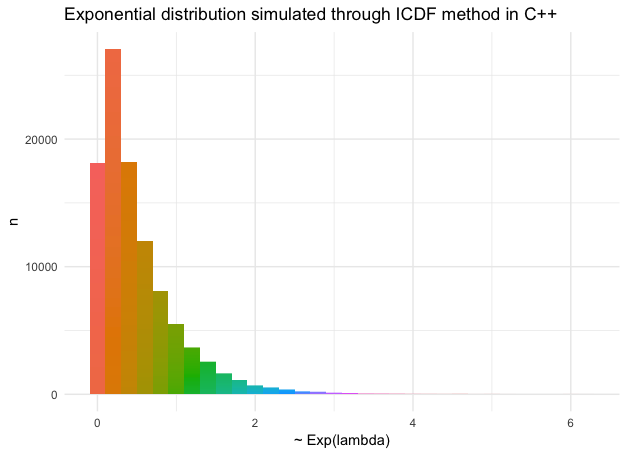 Exponential distribution simulated through ICDF method in C++
n
20000
10000
0
0 2 4 6
~ Exp(lambda)